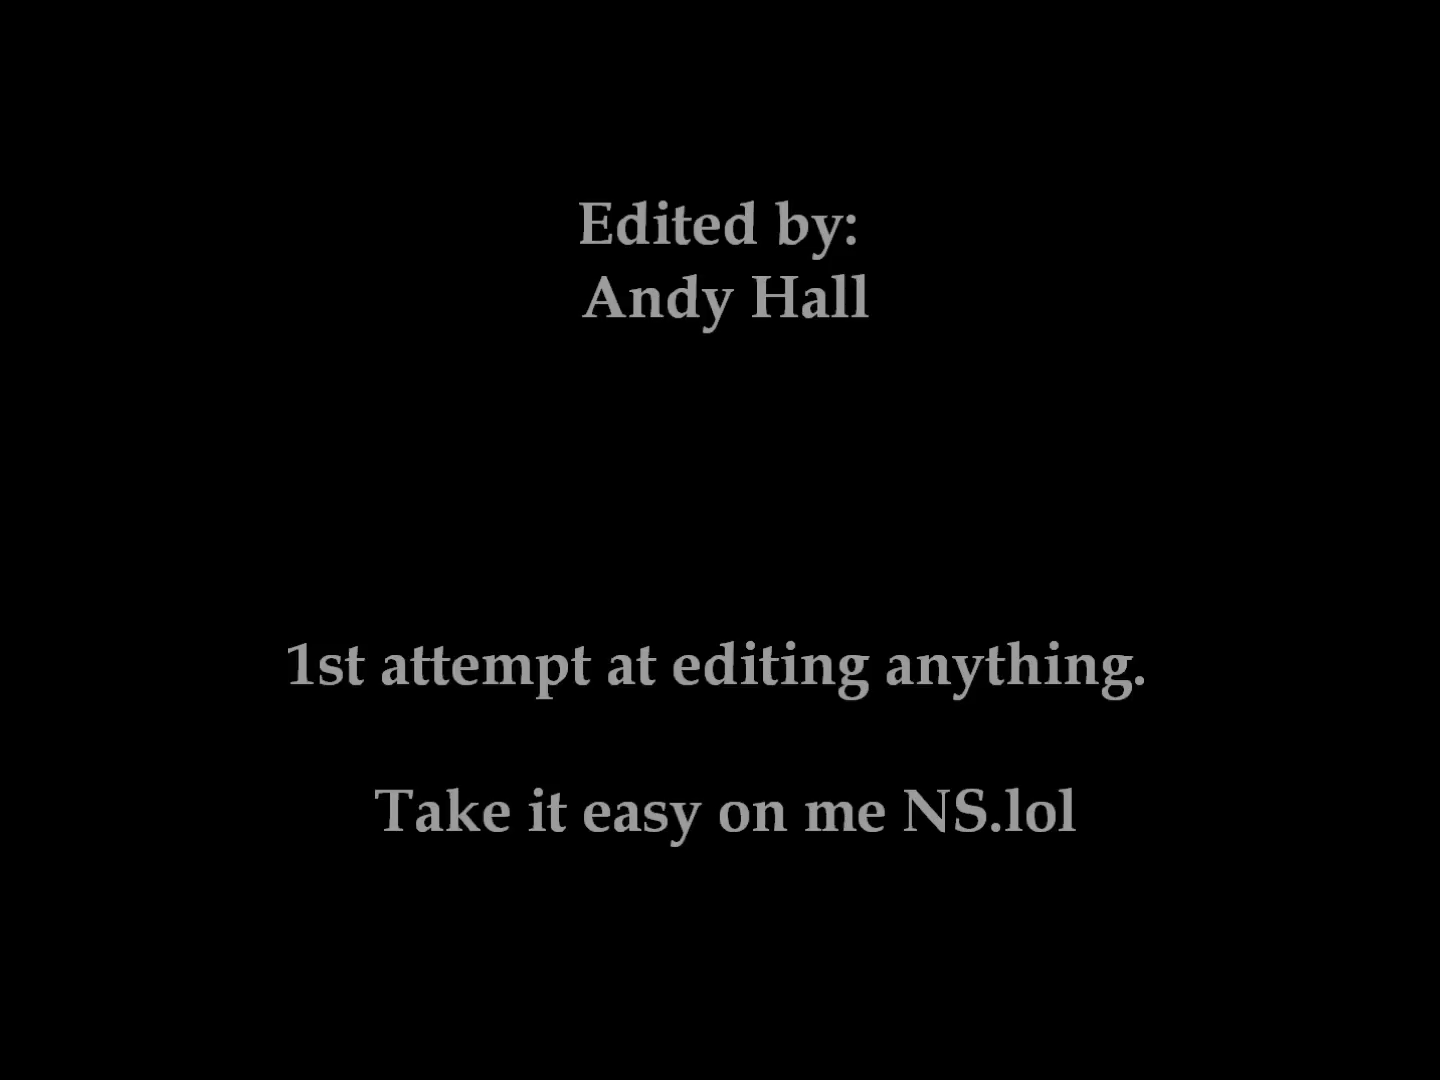 Edited by:
Andy Hall
1st attempt at editing anything.
Take it easy on me NS.lol